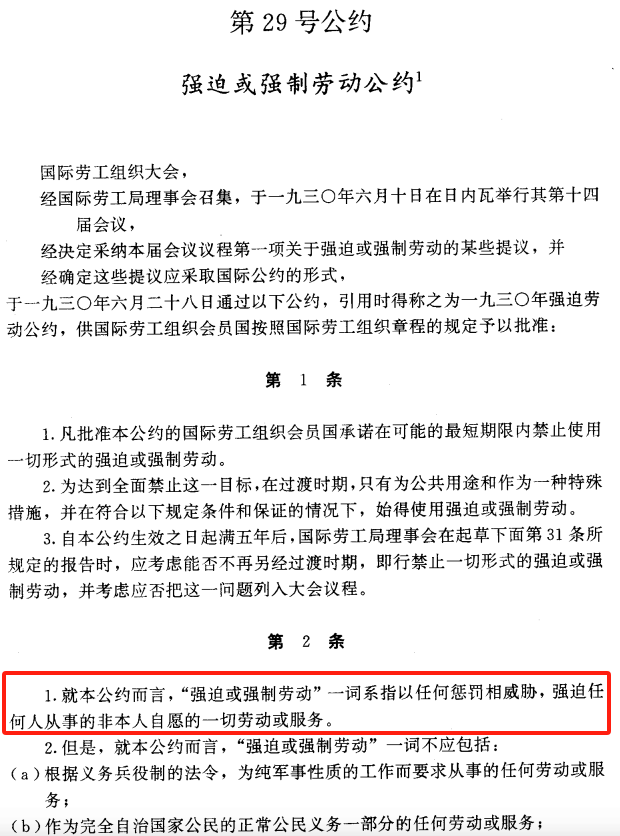 第29号公约
强迫或强制劳动公约1
国际劳工组织大会，
经国际劳工局理事会召集，于一九三〇年六月十日在日内瓦举行其第十四
届会议，
经决定采纳本届会议议程第一项关于强迫或强制劳动的某些提议，并
经确定这些提议应采取国际公约的形式，
于一九三〇年六月二十八日通过以下公约，引用时得称之为一九三〇年强迫劳
动公约，供国际劳工组织会员国按照国际劳工组织章程的规定予以批准：
第 1 条
1.凡批准本公约的国际劳工组织会员国承诺在可能的最短期限内禁止使用
一切形式的强迫或强制劳动。
2.为达到全面禁止这一目标，在过渡时期，只有为公共用途和作为一种特殊
措施，并在符合以下规定条件和保证的情况下，始得使用强迫或强制劳动。
3.自本公约生效之日起满五年后，国际劳工局理事会在起草下面第31条所
规定的报告时，应考虑能否不再另经过渡时期，即行禁止一切形式的强迫或强
制劳动，并考虑应否把这一问题列入大会议程。
第 2 条
1.就本公约而言，“强迫或强制劳动”一词系指以任何惩罚相威胁，强迫任
何人从事的非本人自愿的一切劳动或服务。
2.但是，就本公约而言，“强迫或强制劳动”一词不应包括：
(a)根据义务兵役制的法令，为纯军事性质的工作而要求从事的任何劳动或服
务；
(b)作为完全自治国家公民的正常公民义务一部分的任何劳动或服务；